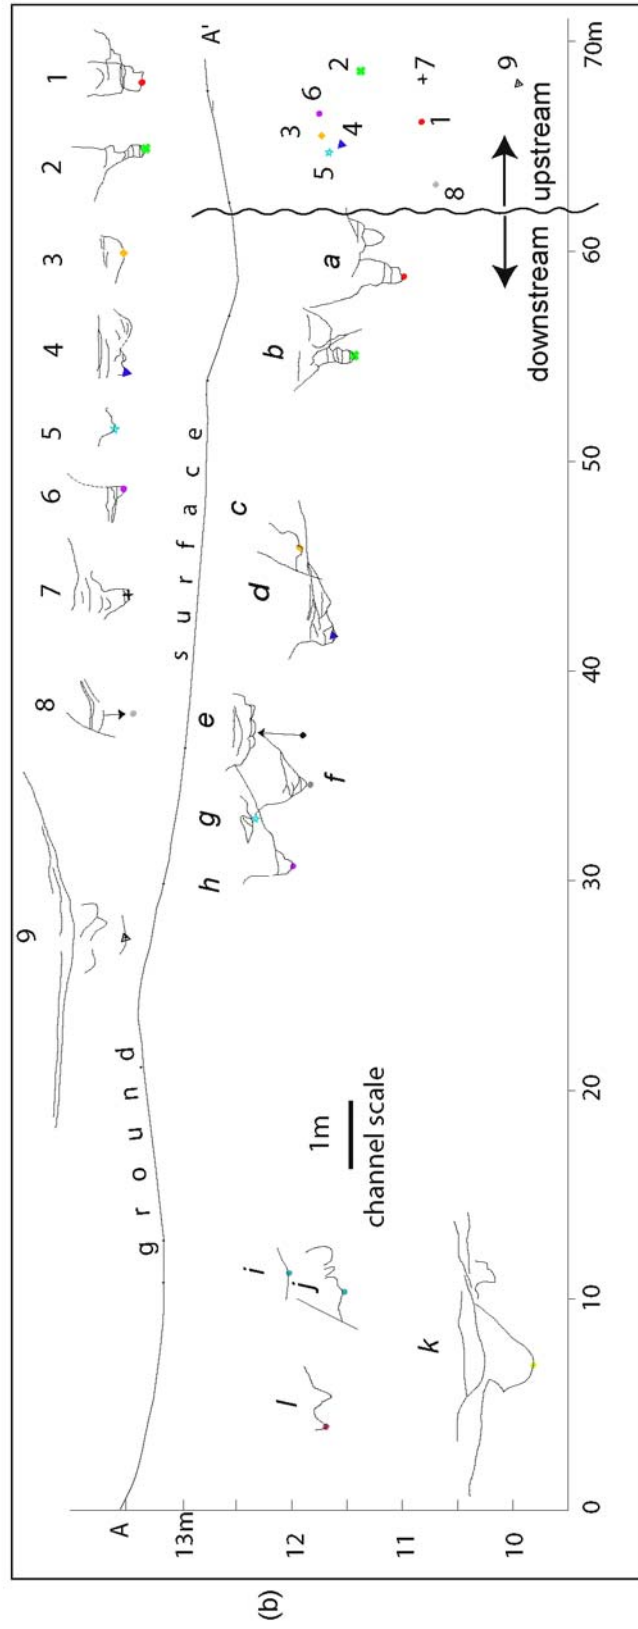 (b)
9
8
7
6
5
4
3
2
1
A
ground
surface
A'
13m
12
11
10
l
i
j
k
1m
channel scale
h
g
f
e
d
c
b
a
downstream
upstream
8
5
4
3
6
1
2
7
9
0
10
20
30
40
50
60
70m